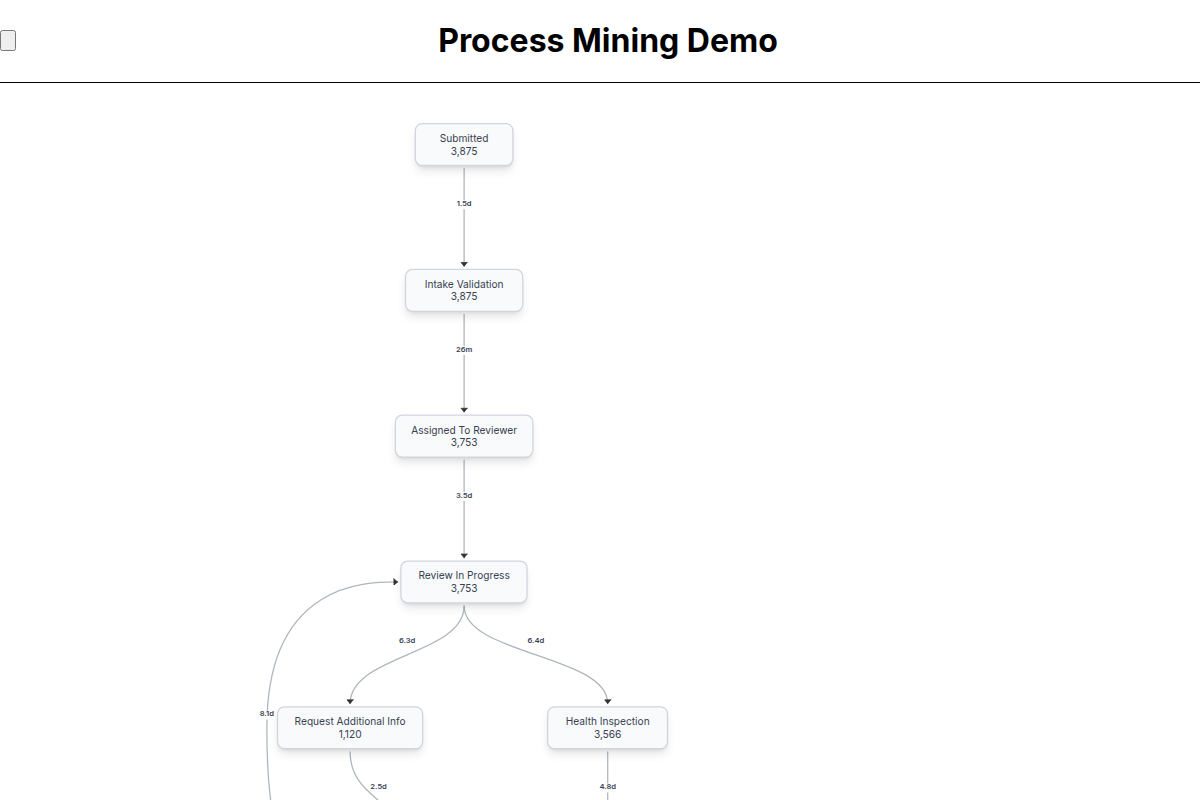 Process Mining Demo
Submitted
3,875
1.5d
Intake Validation
3,875
26m
Assigned To Reviewer
3,753
3.5d
Review In Progress
3,753
6.3d
6.4d
8.1d
Request Additional Info
1,120
Health Inspection
3,566
2.5d
4.8d